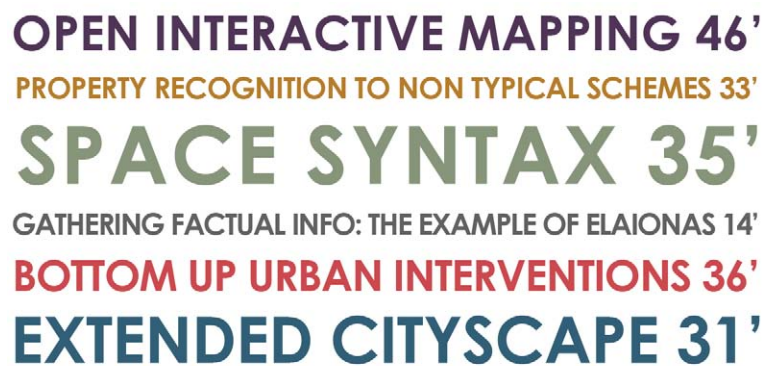 OPEN INTERACTIVE MAPPING 46’
PROPERTY RECOGNITION TO NON TYPICAL SCHEMES 33’
SPACE SYNTAX 35’
GATHERING FACTUAL INFO: THE EXAMPLE OF ELAIONAS 14’
BOTTOM UP URBAN INTERVENTIONS 36’
EXTENDED CITYSCAPE 31’